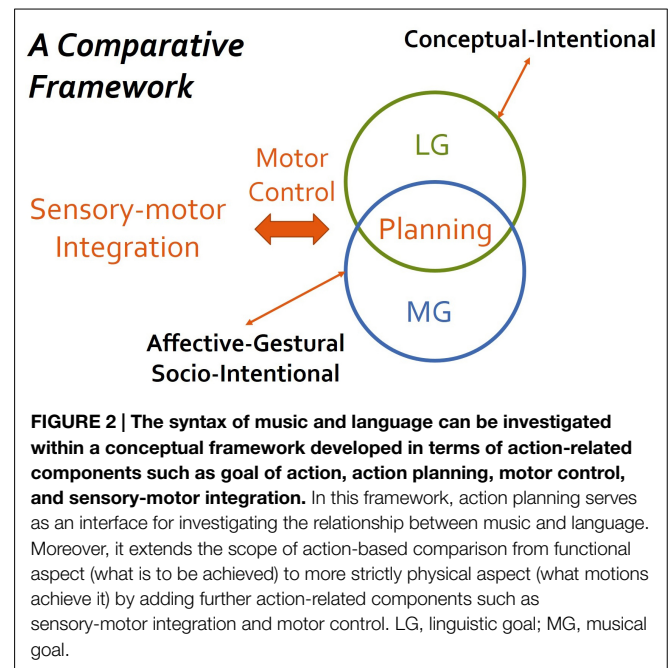 A Comparative
Framework
Conceptual-Intentional
LG
Motor
Control
Sensory-motor
Integration
Planning
MG
Affective-Gestural
Socio-Intentional
FIGURE 2 | The syntax of music and language can be investigated
within a conceptual framework developed in terms of action-related
components such as goal of action, action planning, motor control,
and sensory-motor integration. In this framework, action planning serves
as an interface for investigating the relationship between music and language.
Moreover, it extends the scope of action-based comparison from functional
aspect (what is to be achieved) to more strictly physical aspect (what motions
achieve it) by adding further action-related components such as
sensory-motor integration and motor control. LG, linguistic goal; MG, musical
goal.